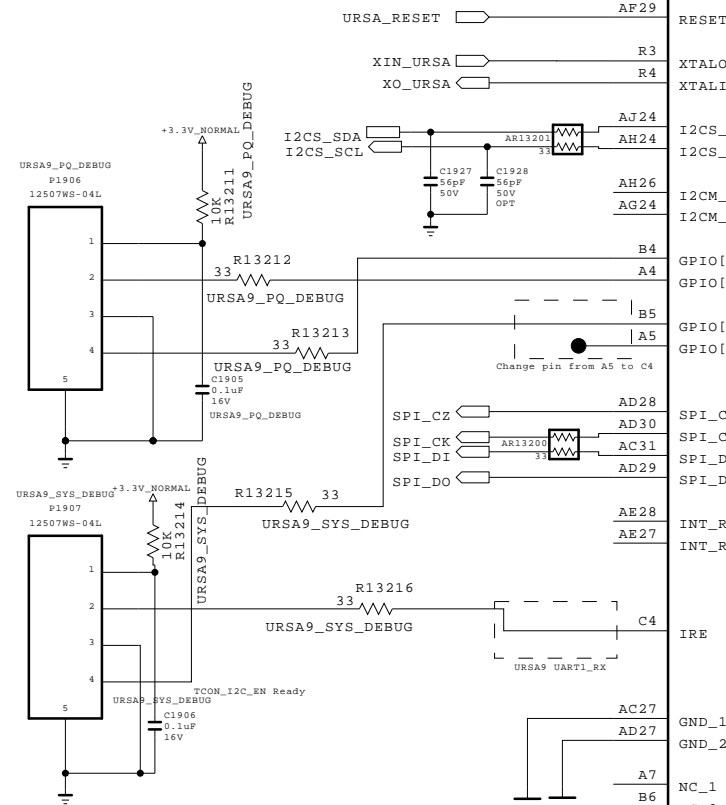 URSA_RESET
AF29
RESET
XIN_URSA
R3
XTALO
XO_URSA
R4
XTALI
I2CS_SDA
I2CS_SCL
AR13201
33
AJ24
I2CS_
AH24
I2CS_
C1927
56pF
50V
C1928
56pF
50V
OPT
AH26
I2CM_
AG24
I2CM_
+3.3V_NORMAL
10K
R13211
URSA9_PQ_DEBUG
URSA9_PQ_DEBUG
P1906
12507WS-04L
1
2
3
4
5
R13212
33
URSA9_PQ_DEBUG
B4
GPIO[
A4
GPIO[
R13213
33
URSA9_PQ_DEBUG
B5
GPIO[
A5
GPIO[
Change pin from A5 to C4
C1905
0.1uF
16V
URSA9_PQ_DEBUG
SPI_CZ
AD28
SPI_C
SPI_CK
AD30
SPI_C
SPI_DI
AR13200
33
AC31
SPI_D
SPI_DO
AD29
SPI_D
AE28
INT_R
AE27
INT_R
+3.3V_NORMAL
10K
R13214
URSA9_SYS_DEBUG
URSA9_SYS_DEBUG
P1907
12507WS-04L
1
2
3
4
5
R13215
33
URSA9_SYS_DEBUG
R13216
33
URSA9_SYS_DEBUG
C4
IRE
URSA9 UART1_RX
TCON_I2C_EN Ready
URSA9_SYS_DEBUG
C1906
0.1uF
16V
AC27
GND_1
AD27
GND_2
A7
NC_1
B6